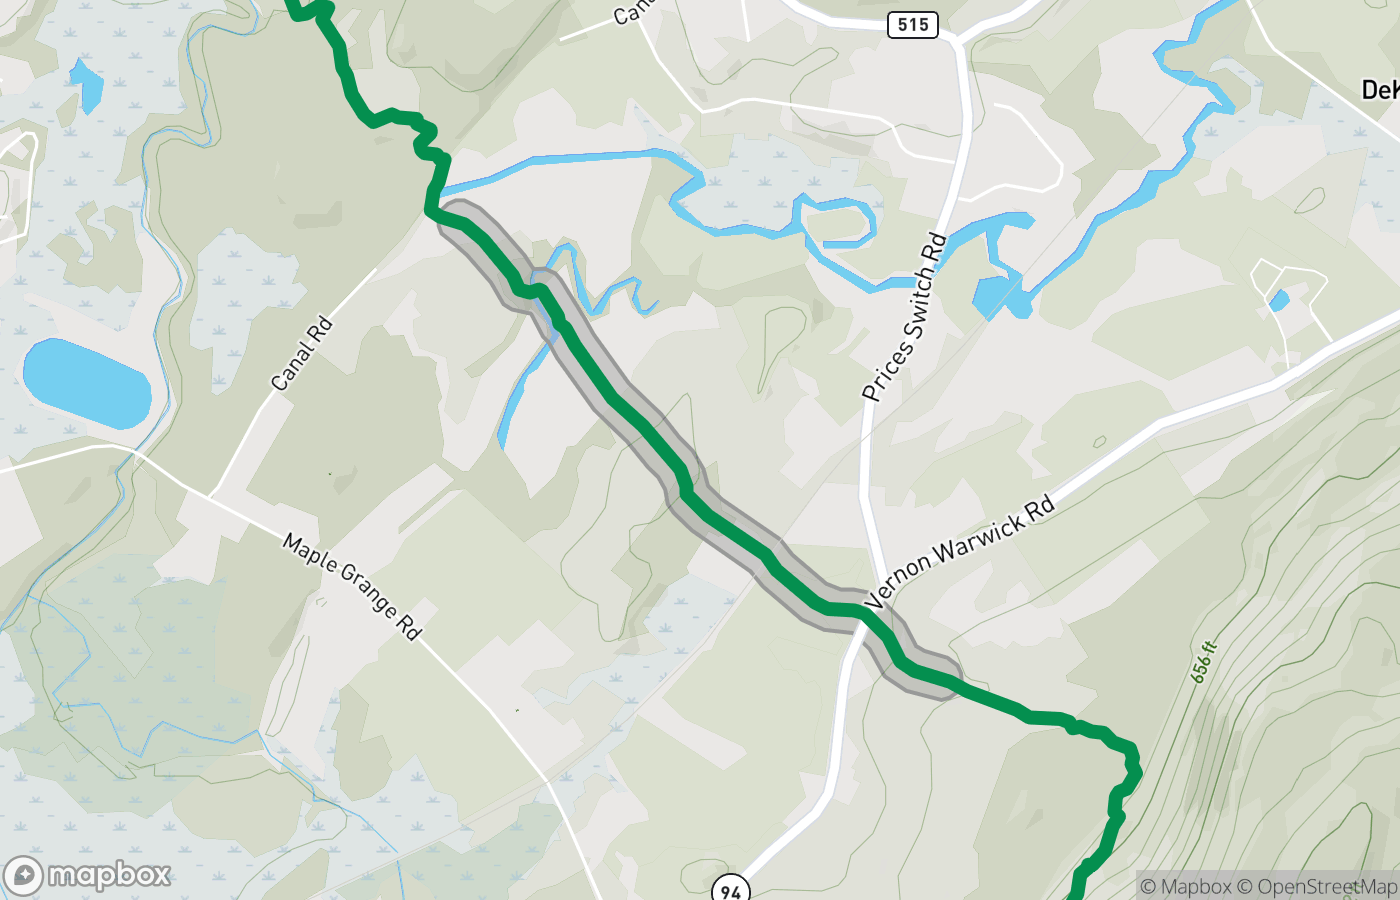 Cana
515
DeK
Prices Switch Rd
Canal Rd
Vernon Warwick Rd
Maple Grange Rd
656 ft
94
mapbox
© Mapbox © OpenStreetMap